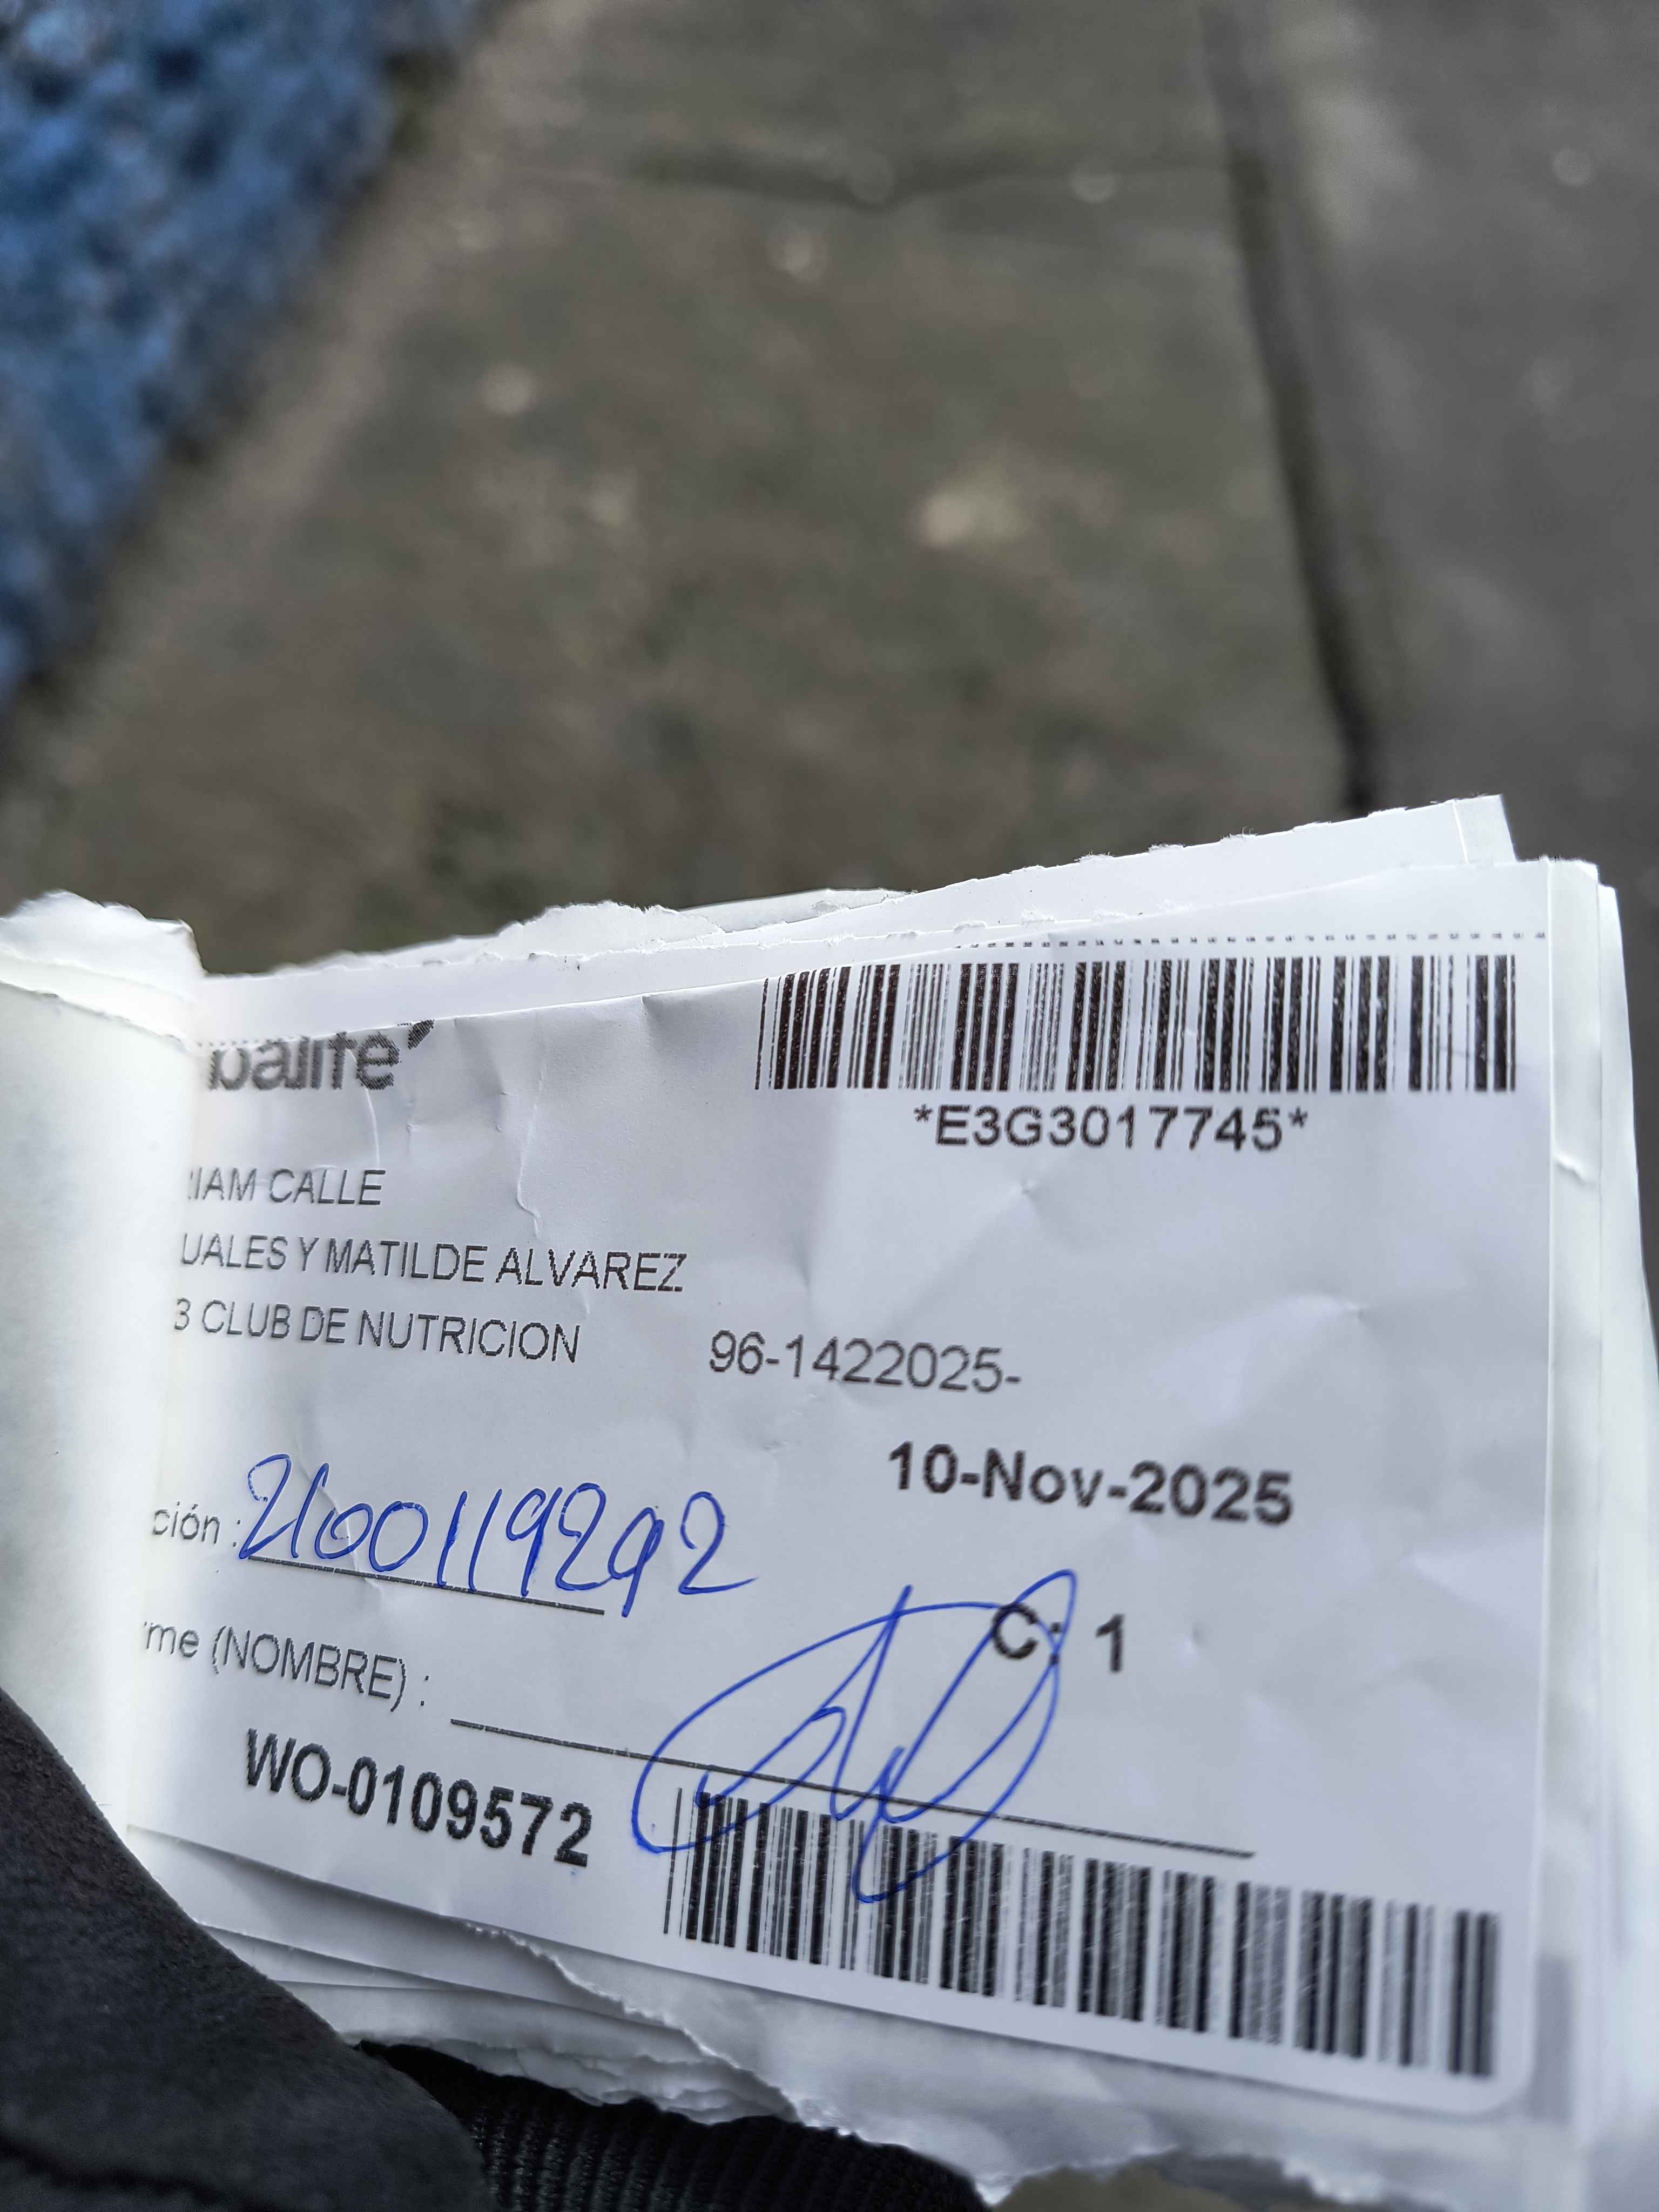 balife
IAM CALLE
UALES Y MATILDE ALVAREZ
3 CLUB DE NUTRICION
96-1422025-
*E3G3017745*
10-Nov-2025
ción : 2100119292
C: 1
me (NOMBRE) :
WO-0109572